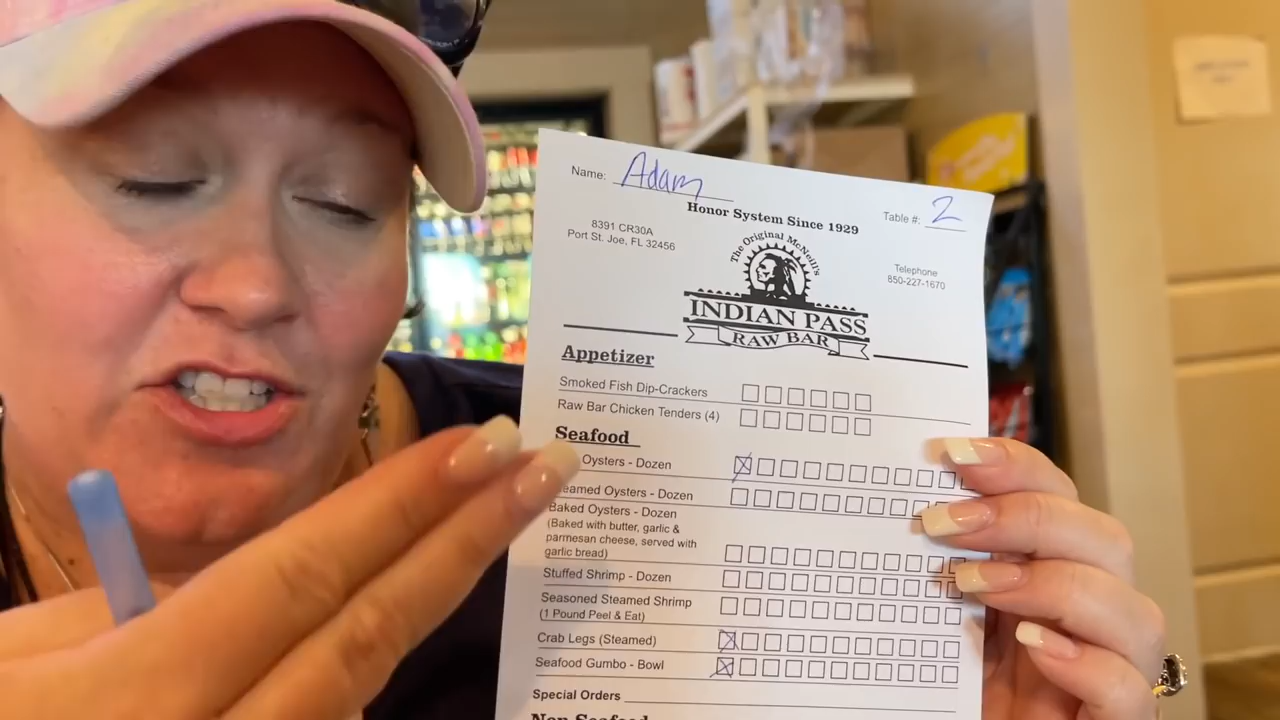 Name: Adam
Table #: 2
Honor System Since 1929
8391 CR30A
Port St. Joe, FL 32456
Telephone
850-227-1670
The Original McNeill's
INDIAN PASS
RAW BAR
Appetizer
Smoked Fish Dip-Crackers
Raw Bar Chicken Tenders (4)
Seafood
Oysters - Dozen
Oysters - Dozen
Baked Oysters - Dozen
(Baked with butter, garlic &
parmesan cheese, served with
garlic bread)
Stuffed Shrimp - Dozen
Seasoned Steamed Shrimp
(1 Pound Peel & Eat)
Crab Legs (Steamed)
Seafood Gumbo - Bowl
Special Orders